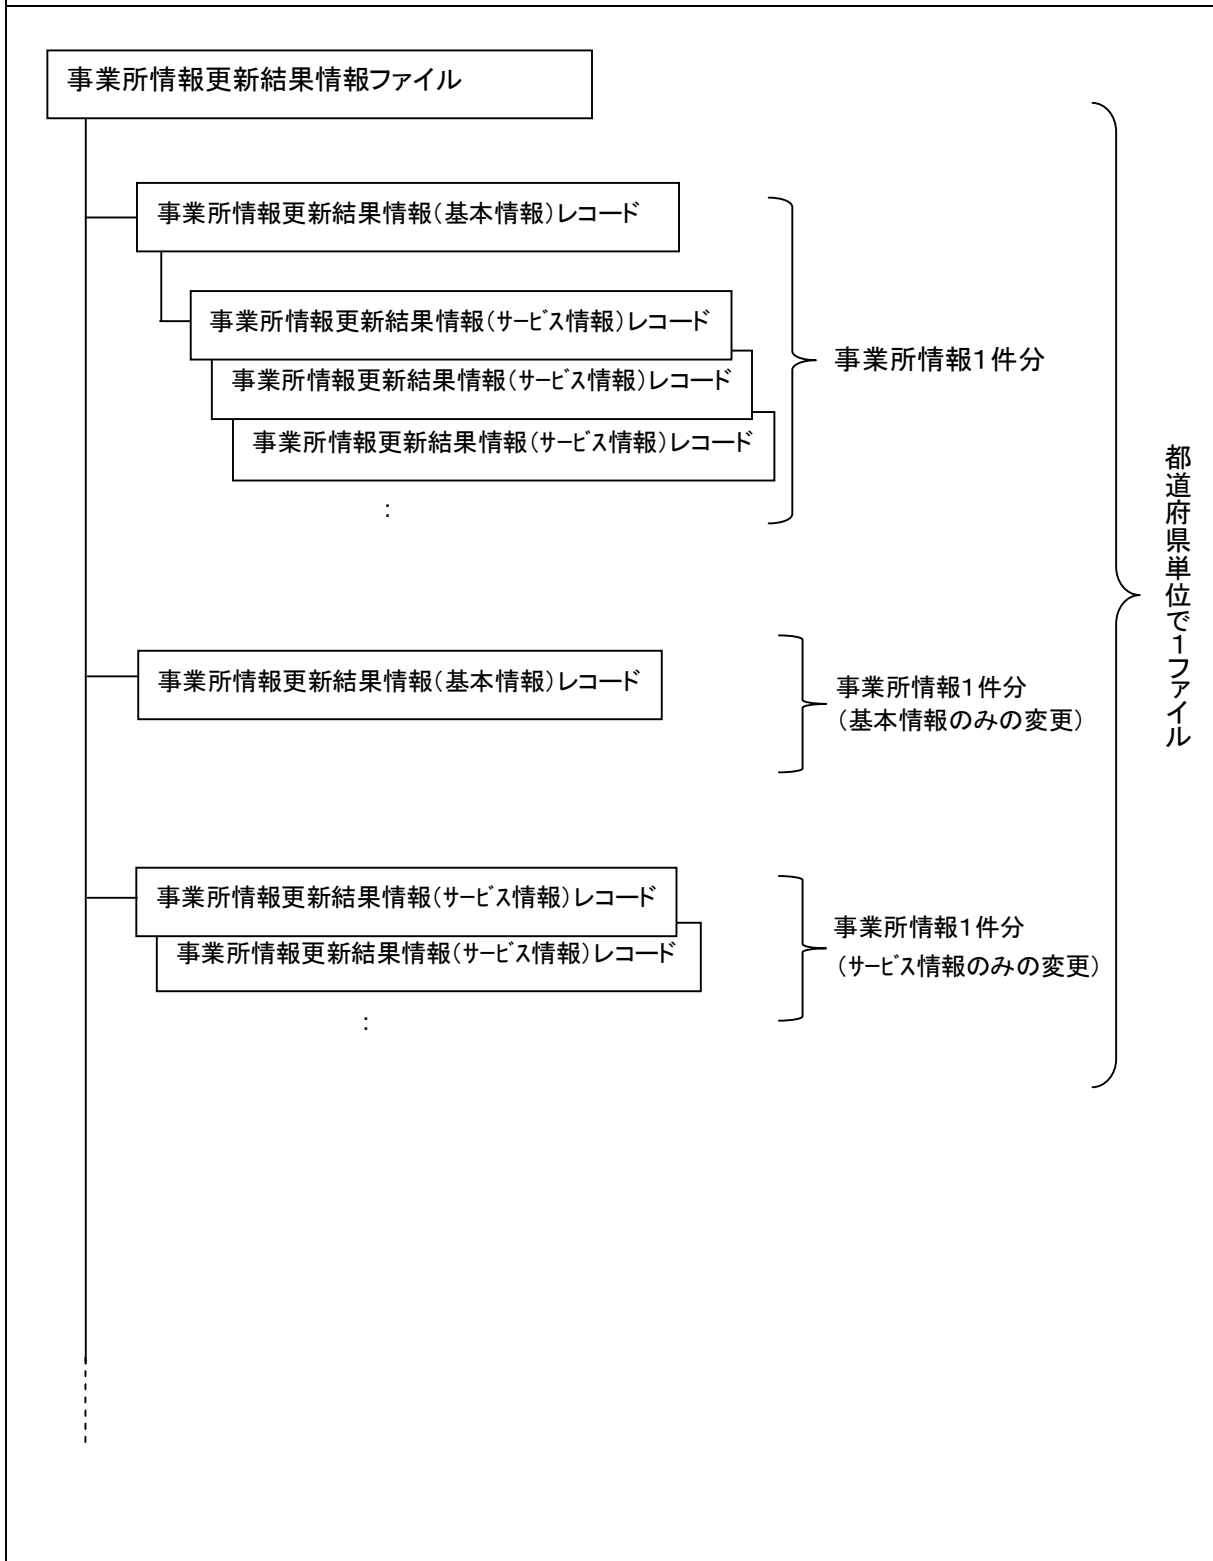 事業所情報更新結果情報ファイル
事業所情報更新結果情報(基本情報)レコード
事業所情報更新結果情報(ｻｰﾋﾞｽ情報)レコード
事業所情報更新結果情報(ｻｰﾋﾞｽ情報)レコード
事業所情報更新結果情報(ｻｰﾋﾞｽ情報)レコード
:
事業所情報1件分
事業所情報更新結果情報(基本情報)レコード
事業所情報1件分
(基本情報のみの変更)
事業所情報更新結果情報(ｻｰﾋﾞｽ情報)レコード
事業所情報更新結果情報(ｻｰﾋﾞｽ情報)レコード
:
事業所情報1件分
(ｻｰﾋﾞｽ情報のみの変更)
都道府県単位で1ファイル